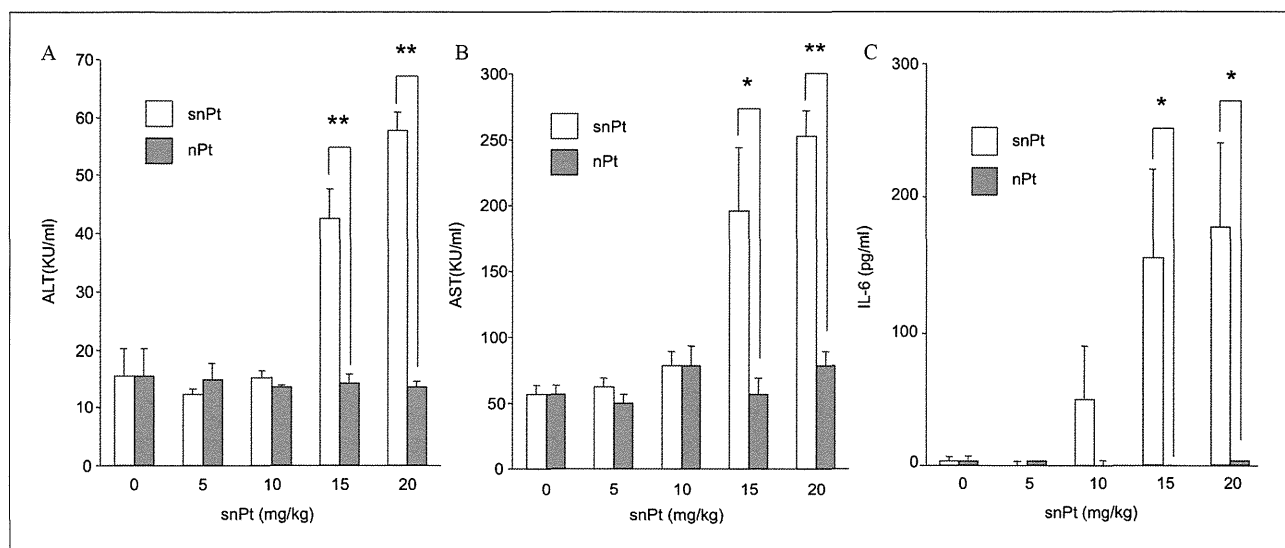 A
70
60
50
40
30
20
10
0
ALT(KU/ml)
snPt
nPt
**
**
0 5 10 15 20
snPt (mg/kg)
B
300
250
200
150
100
50
0
AST(KU/ml)
snPt
nPt
*
**
0 5 10 15 20
snPt (mg/kg)
C
300
200
100
0
IL-6 (pg/ml)
snPt
nPt
*
*
0 5 10 15 20
snPt (mg/kg)